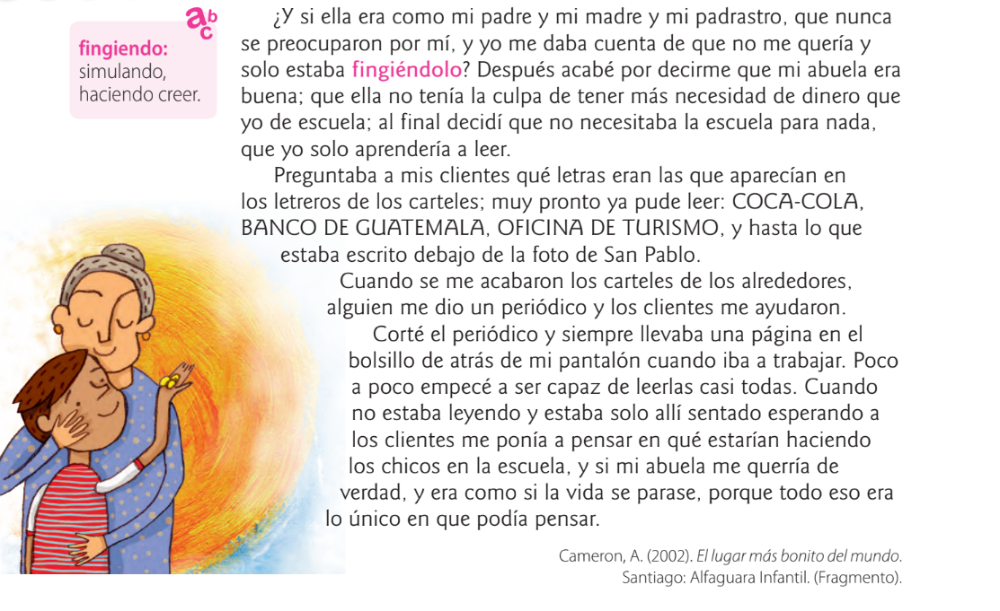 abc
fingiendo:
simulando,
haciendo creer.
¿Y si ella era como mi padre y mi madre y mi padrastro, que nunca
se preocuparon por mí, y yo me daba cuenta de que no me quería y
solo estaba fingiéndolo? Después acabé por decirme que mi abuela era
buena; que ella no tenía la culpa de tener más necesidad de dinero que
yo de escuela; al final decidí que no necesitaba la escuela para nada,
que yo solo aprendería a leer.
Preguntaba a mis clientes qué letras eran las que aparecían en
los letreros de los carteles; muy pronto ya pude leer: COCA-COLA,
BANCO DE GUATEMALA, OFICINA DE TURISMO, y hasta lo que
estaba escrito debajo de la foto de San Pablo.
Cuando se me acabaron los carteles de los alrededores,
alguien me dio un periódico y los clientes me ayudaron.
Corté el periódico y siempre llevaba una página en el
bolsillo de atrás de mi pantalón cuando iba a trabajar. Poco
a poco empecé a ser capaz de leerlas casi todas. Cuando
no estaba leyendo y estaba solo allí sentado esperando a
los clientes me ponía a pensar en qué estarían haciendo
los chicos en la escuela, y si mi abuela me querría de
verdad, y era como si la vida se parase, porque todo eso era
lo único en que podía pensar.
Cameron, A. (2002). El lugar más bonito del mundo.
Santiago: Alfaguara Infantil. (Fragmento).